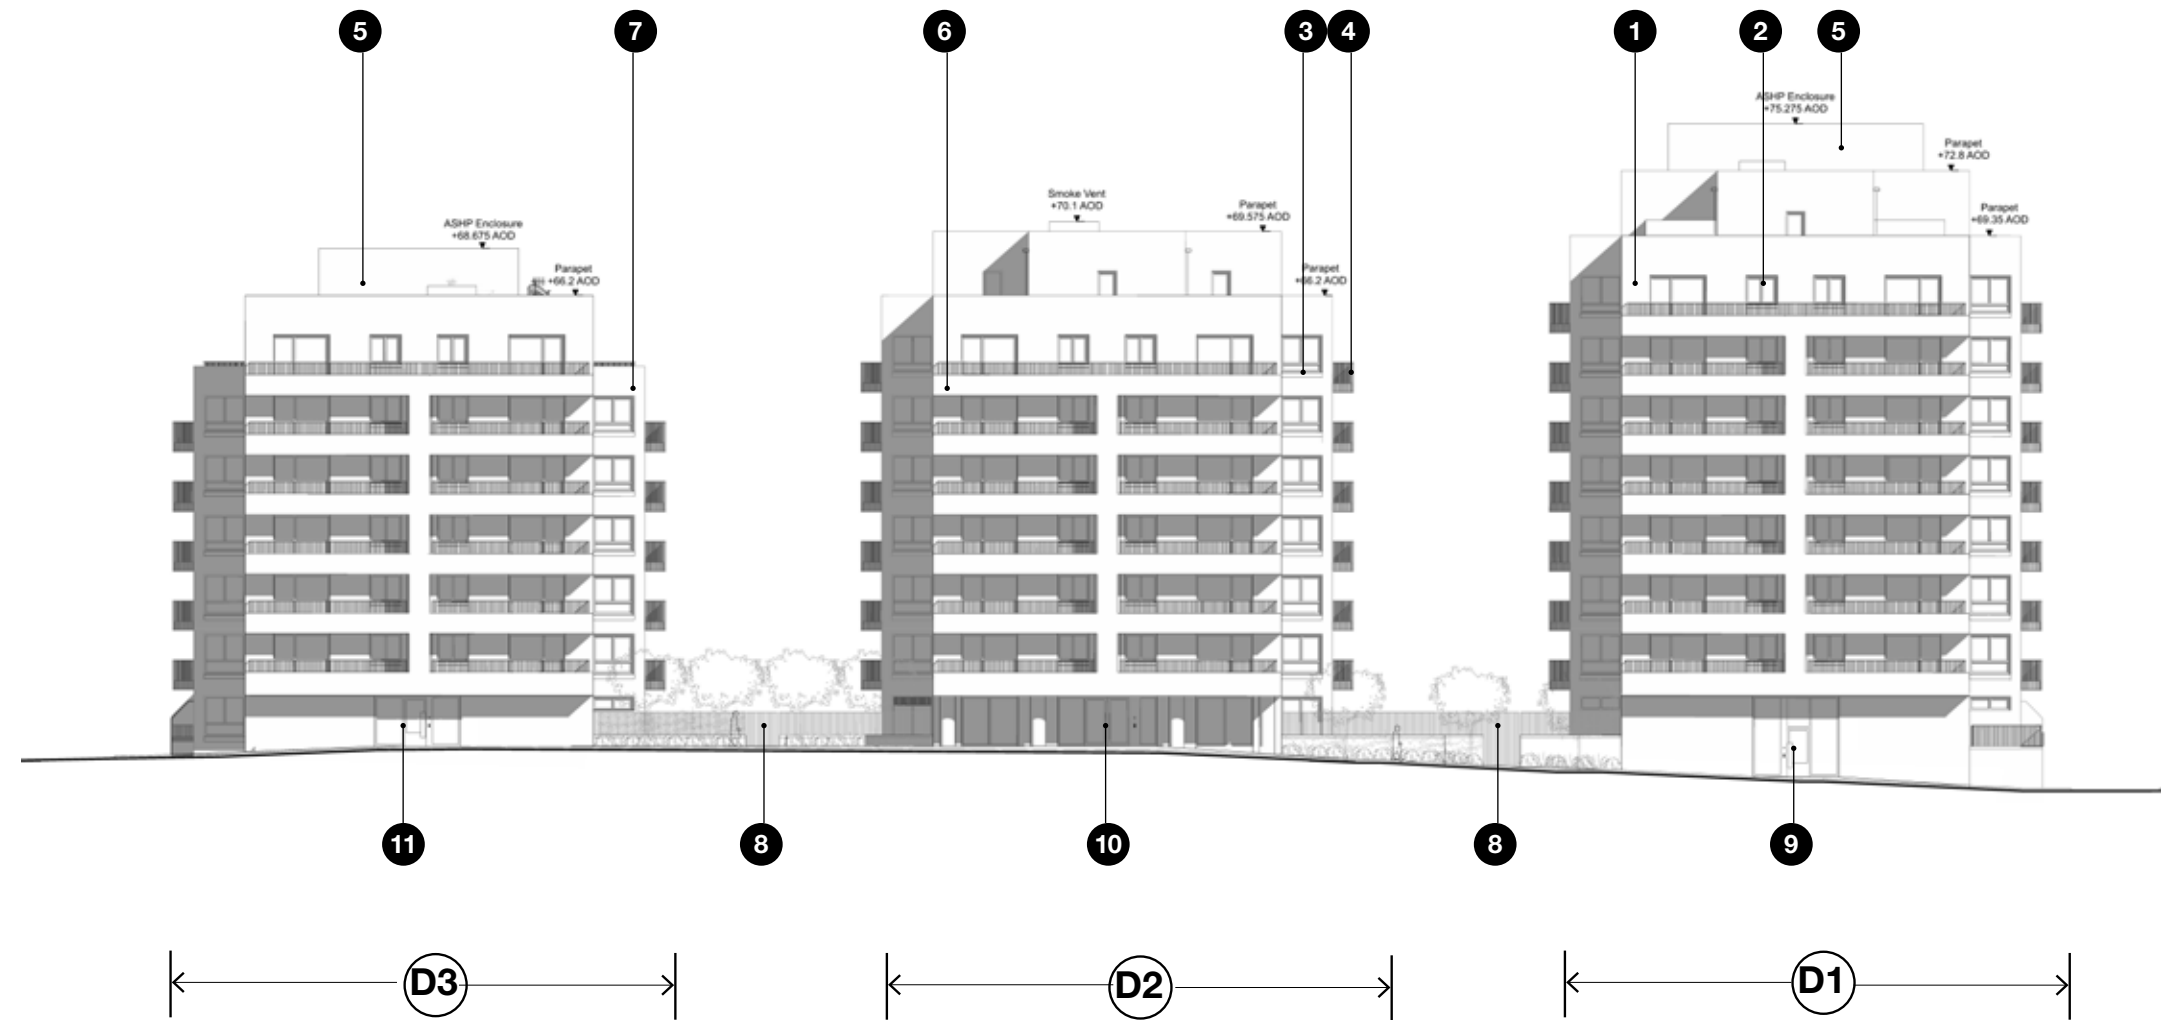 5
7
6
3
4
1
2
5
ASHP Enclosure
+75.275 AOD
Parapet
+72.8 AOD
Smoke Vent
+70.1 AOD
Parapet
+69.575 AOD
Parapet
+69.35 AOD
ASHP Enclosure
+68.675 AOD
Parapet
+66.2 AOD
Parapet
+66.2 AOD
11
8
10
8
9
D3
D2
D1